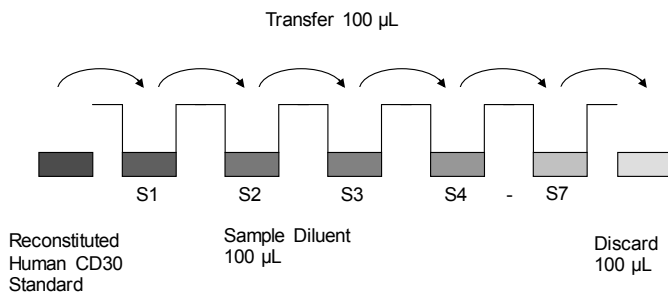 Transfer 100 µL
S1 S2 S3 S4 - S7
Reconstituted
Human CD30
Standard
Sample Diluent
100 µL
Discard
100 µL